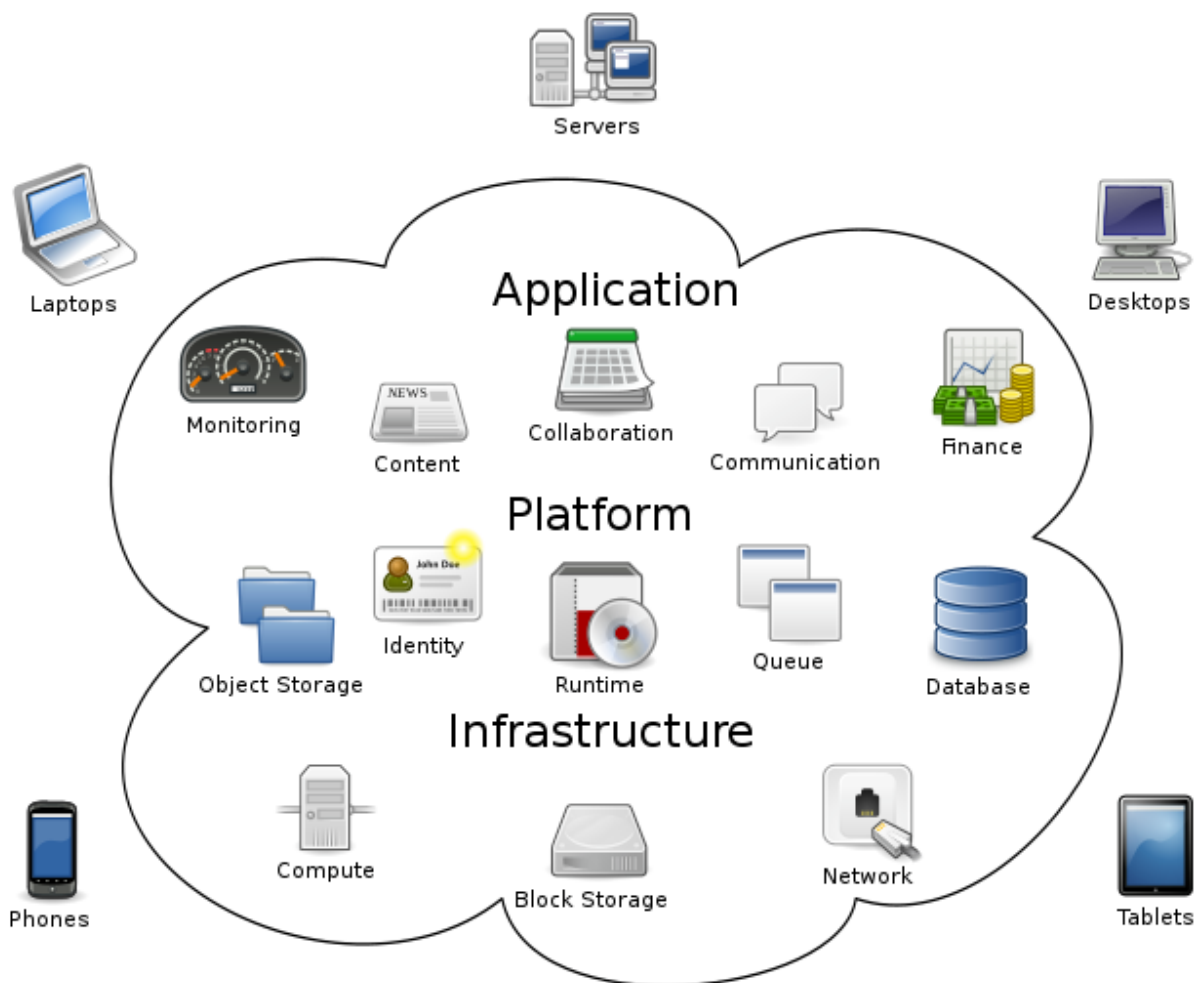 Servers
Laptops
Desktops
Application
Monitoring
NEWS
Content
Collaboration
Communication
Finance
Platform
Object Storage
John Doe
Identity
Runtime
Queue
Database
Infrastructure
Compute
Block Storage
Network
Phones
Tablets